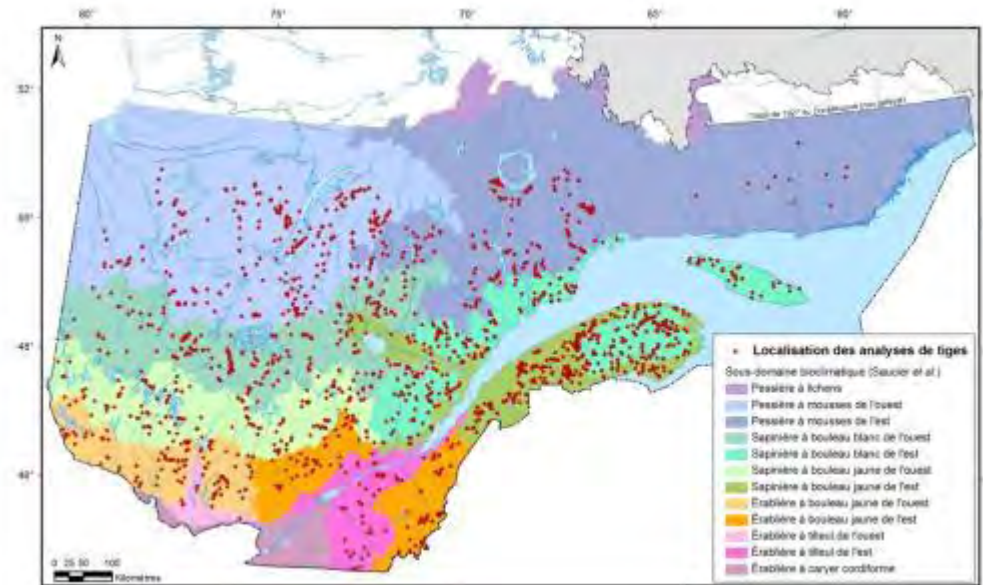 80° 75° 70° 65° 60°
N
52°
50°
48°
46°
Localisation des analyses de tiges
Sous-domaine bioclimatique (Saucier et al.)
Pessière à lichens
Pessière à mousses de l'ouest
Pessière à mousses de l'est
Sapinière à bouleau blanc de l'ouest
Sapinière à bouleau blanc de l'est
Sapinière à bouleau jaune de l'ouest
Sapinière à bouleau jaune de l'est
Érablière à bouleau jaune de l'ouest
Érablière à bouleau jaune de l'est
Érablière à tilleul de l'ouest
Érablière à tilleul de l'est
Érablière à caryer cordiforme
0 25 50 100
Kilomètres